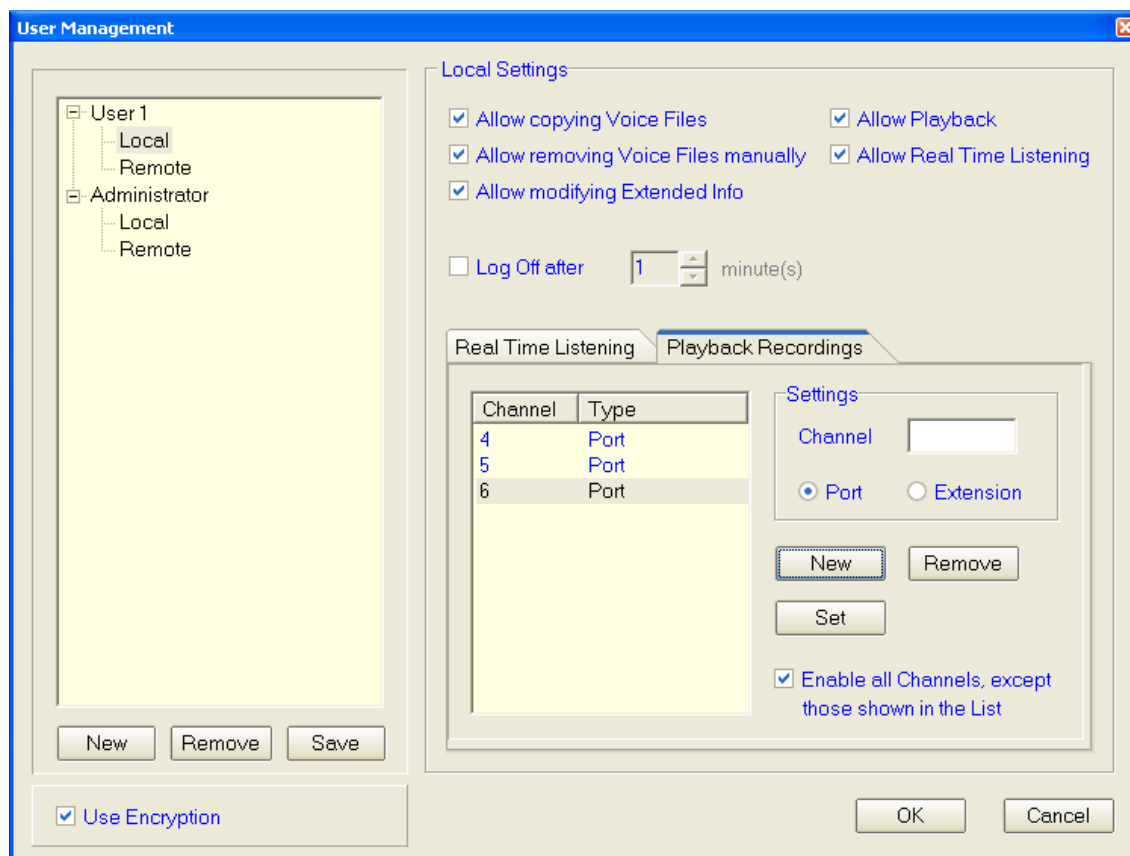 User Management
User 1
Local
Remote
Administrator
Local
Remote
New Remove Save
Use Encryption
Local Settings
Allow copying Voice Files Allow Playback
Allow removing Voice Files manually Allow Real Time Listening
Allow modifying Extended Info
Log Off after 1 minute(s)
Real Time Listening Playback Recordings
Channel Type
4 Port
5 Port
6 Port
Settings
Channel
Port Extension
New Remove
Set
Enable all Channels, except
those shown in the List
OK Cancel